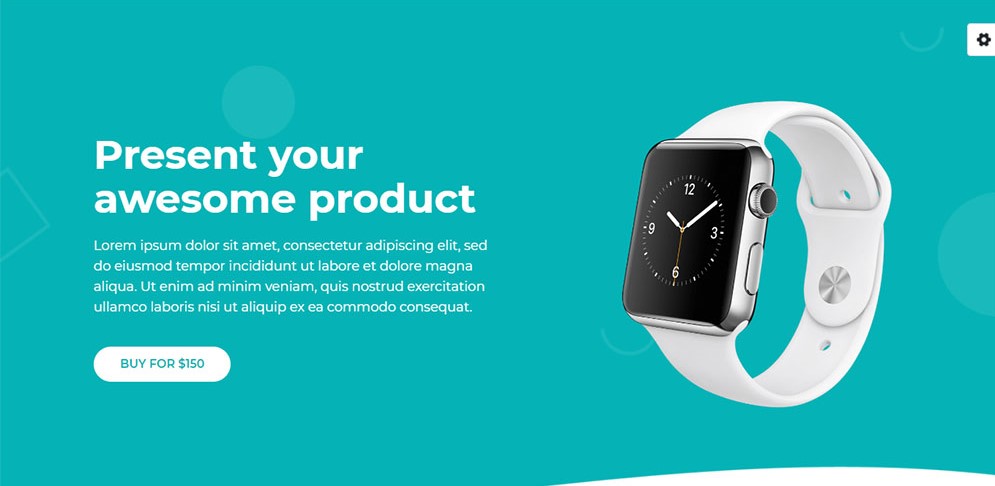 Present your
awesome product
Lorem ipsum dolor sit amet, consectetur adipiscing elit, sed
do eiusmod tempor incididunt ut labore et dolore magna
aliqua. Ut enim ad minim veniam, quis nostrud exercitation
ullamco laboris nisi ut aliquip ex ea commodo consequat.
BUY FOR $150
12
9
3
6